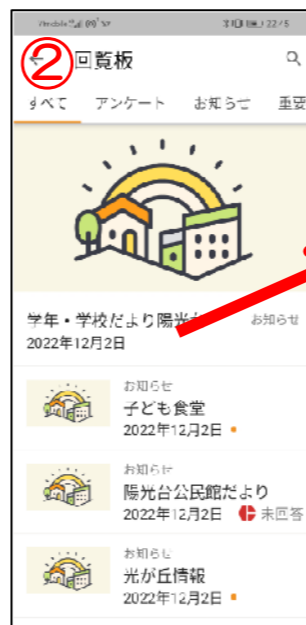 ②
回覧板
すべて アンケート お知らせ 重要
学年・学校だより陽光
お知らせ
2022年12月2日
お知らせ
子ども食堂
2022年12月2日
お知らせ
陽光台公民館だより
2022年12月2日 未回答
お知らせ
光が丘情報
2022年12月2日